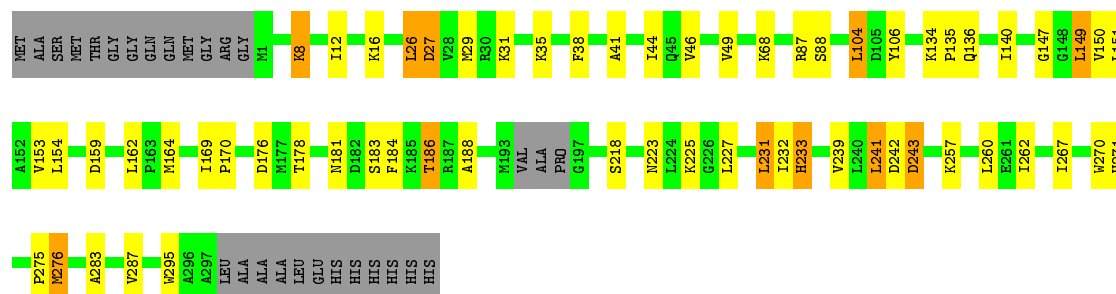 MET ALA SER MET THR GLY GLY GLN GLN MET GLY ARG GLY M1 K8 I12 K16 L26 D27 V28 M29 R30 K31 K35 F38 A41 I44 Q45 V46 V49 K68 R87 S88 L104 D105 Y106 K134 P135 Q136 I140 G147 G148 L149 V150
A152 V153 L154 D159 L162 P163 M164 I169 P170 D176 M177 T178 N181 D182 S183 F184 K185 T186 R187 A188 M193 VAL ALA PRO G197 S218 N223 L224 K225 G226 L227 L231 I232 H233 V239 L240 L241 D242 D243 K257 L260 E261 I262 I267 W270
P275 M276 A283 V287 W295 A296 A297 LEU ALA ALA ALA LEU GLU HIS HIS HIS HIS HIS HIS